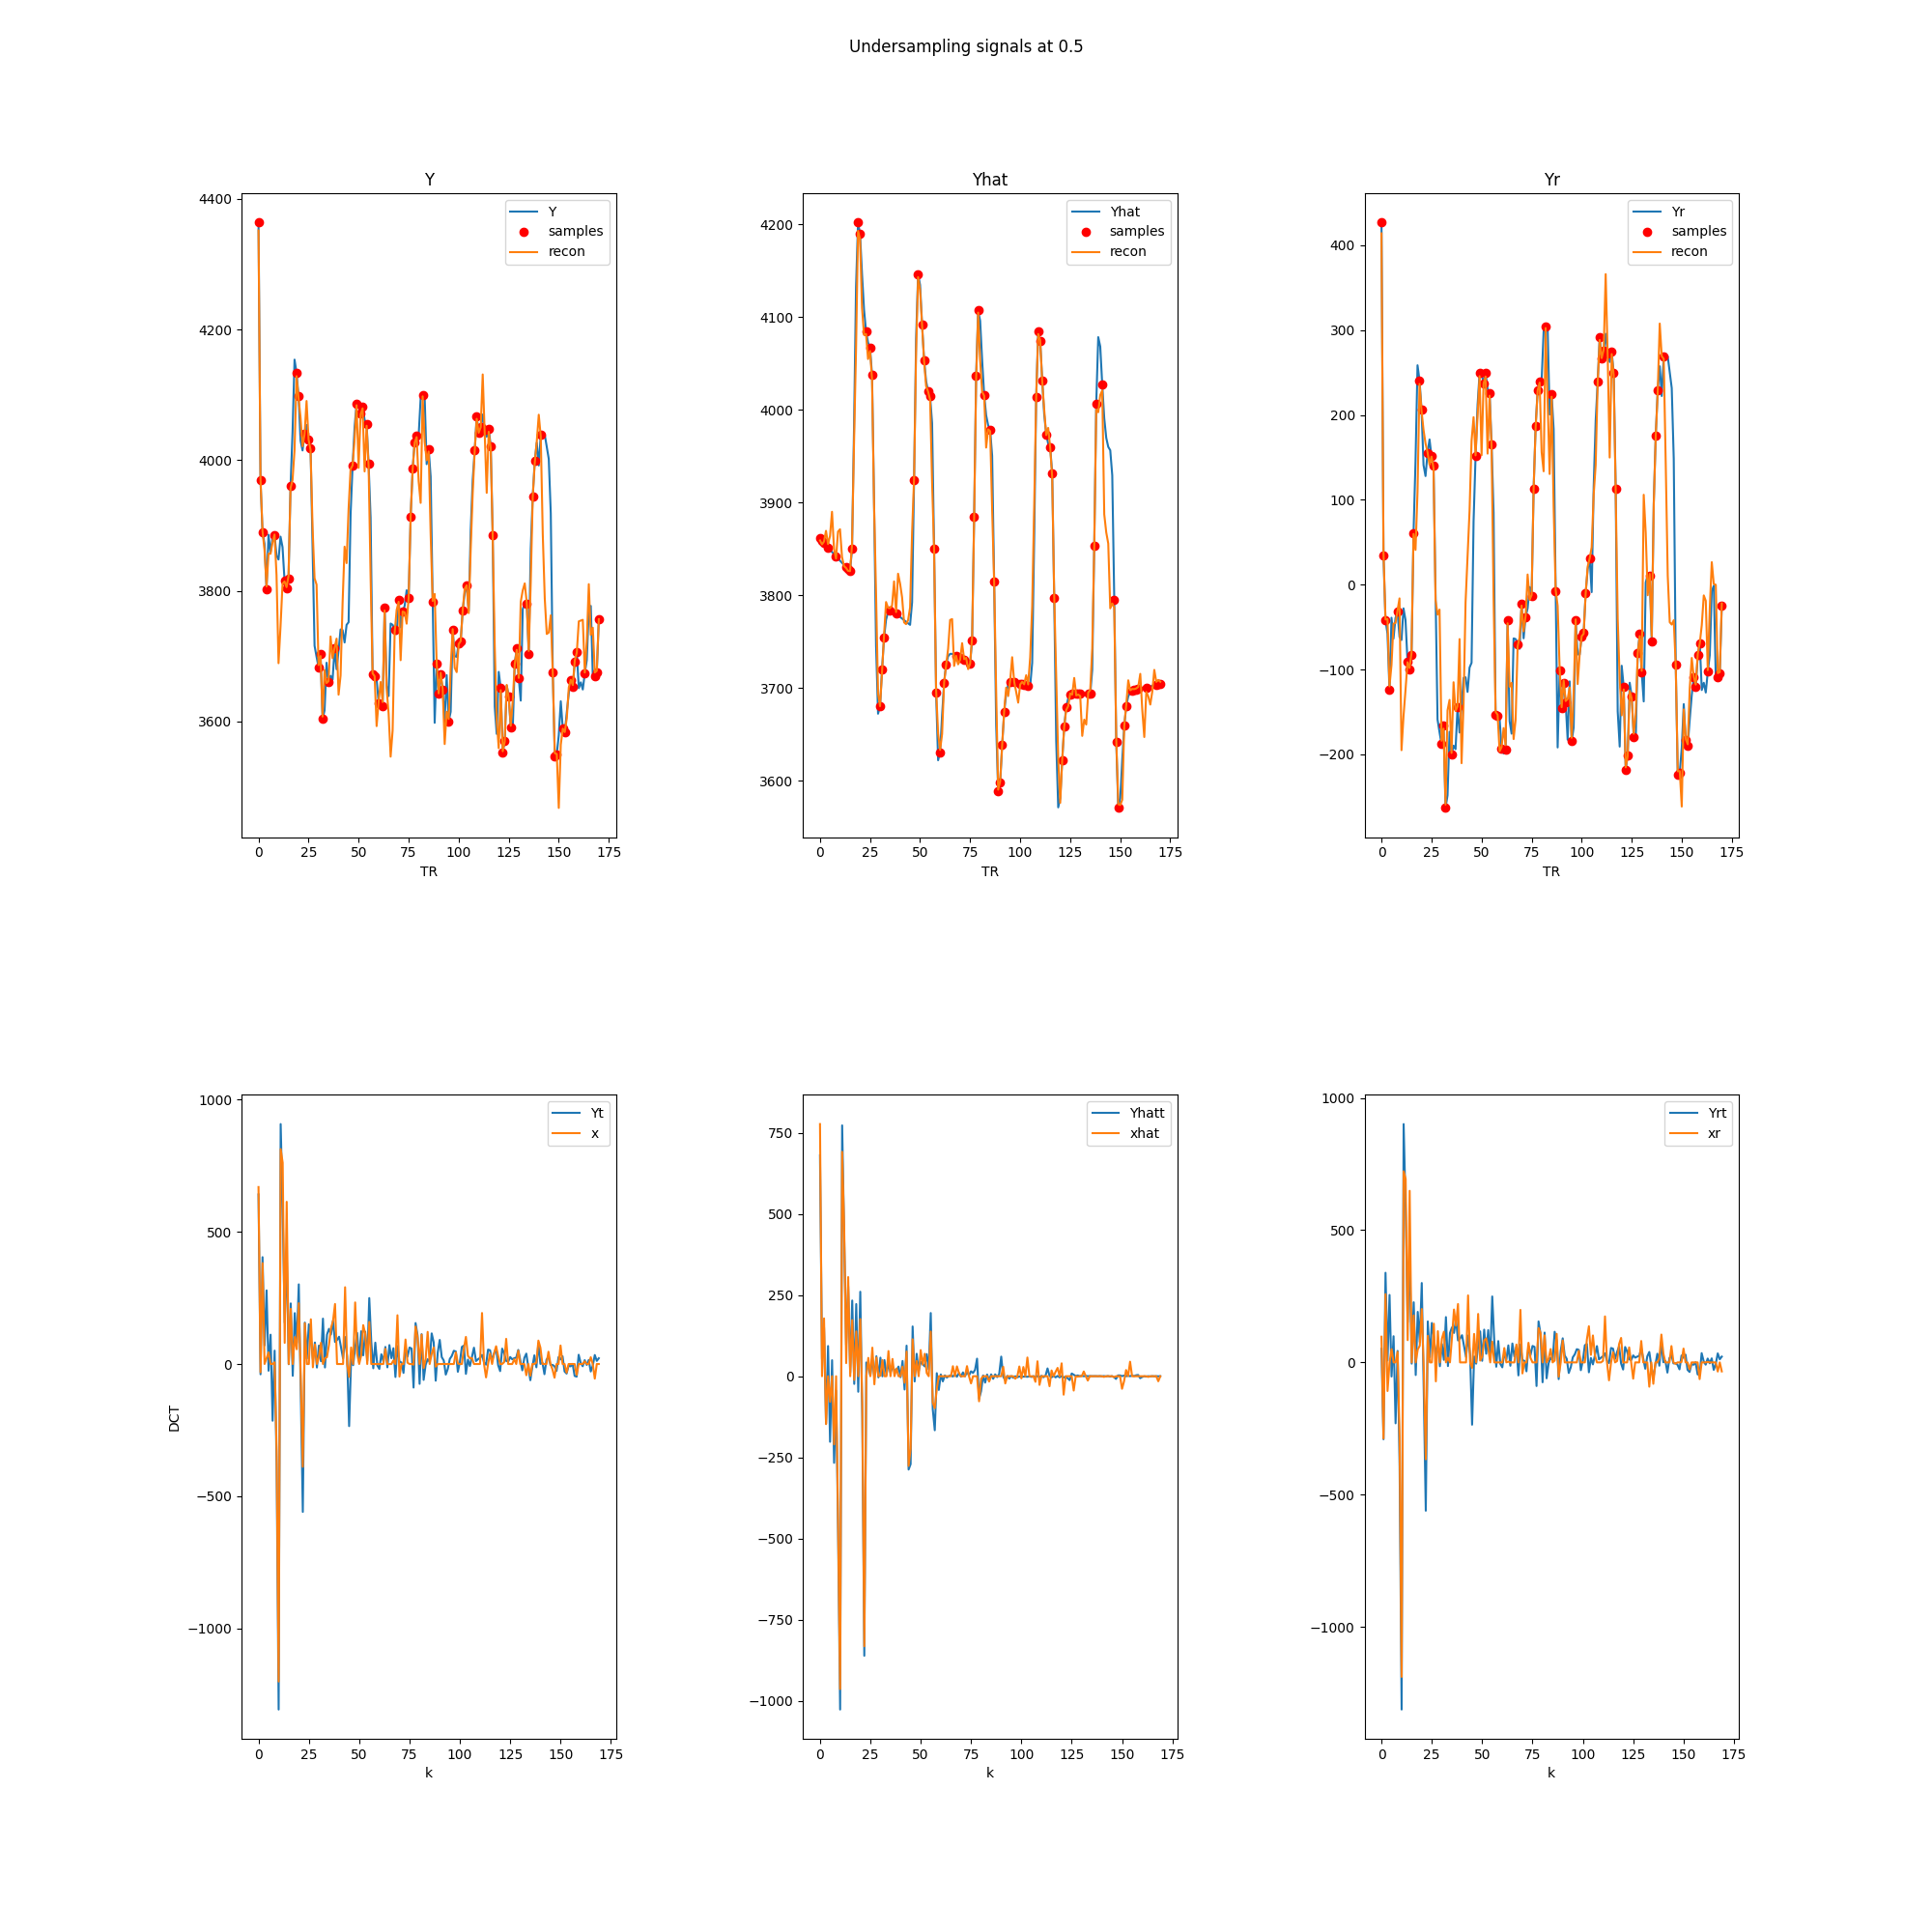 Undersampling signals at 0.5
Y
4400
4200
4000
3800
3600
0 25 50 75 100 125 150 175
TR
Y
samples
recon
Yhat
4200
4100
4000
3900
3800
3700
3600
0 25 50 75 100 125 150 175
TR
Yhat
samples
recon
Yr
400
300
200
100
0
−100
−200
0 25 50 75 100 125 150 175
TR
Yr
samples
recon
DCT
1000
500
0
−500
−1000
0 25 50 75 100 125 150 175
k
Yt
x
750
500
250
0
−250
−500
−750
−1000
0 25 50 75 100 125 150 175
k
Yhatt
xhat
1000
500
0
−500
−1000
0 25 50 75 100 125 150 175
k
Yrt
xr